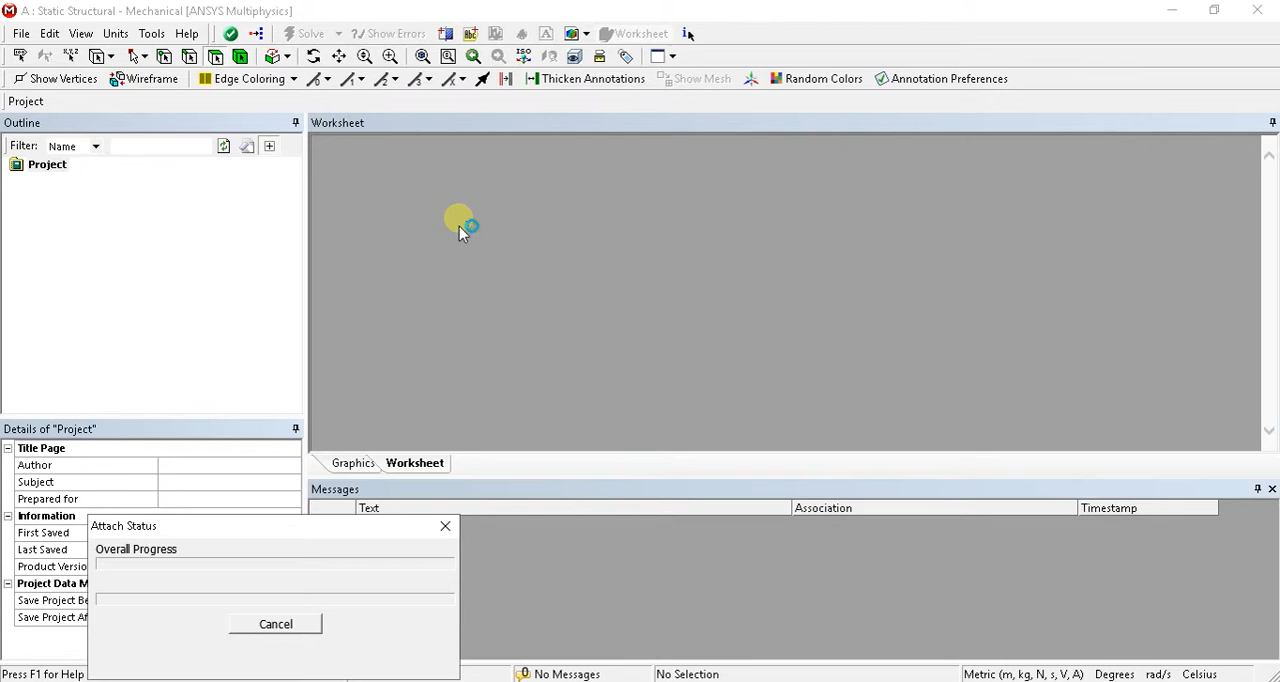 A : Static Structural - Mechanical [ANSYS Multiphysics]
File Edit View Units Tools Help Solve ?/ Show Errors Worksheet
Show Vertices Wireframe Edge Coloring Thicken Annotations Show Mesh Random Colors Annotation Preferences
Project
Outline
Filter: Name
Project
Worksheet
Graphics Worksheet
Details of "Project"
Title Page
Author
Subject
Prepared for
Information
First Saved
Last Saved
Product Versio
Project Data M
Save Project Be
Save Project Af
Messages
Text Association Timestamp
Attach Status
Overall Progress
Cancel
Press F1 for Help 0 No Messages No Selection Metric (m, kg, N, s, V, A) Degrees rad/s Celsius